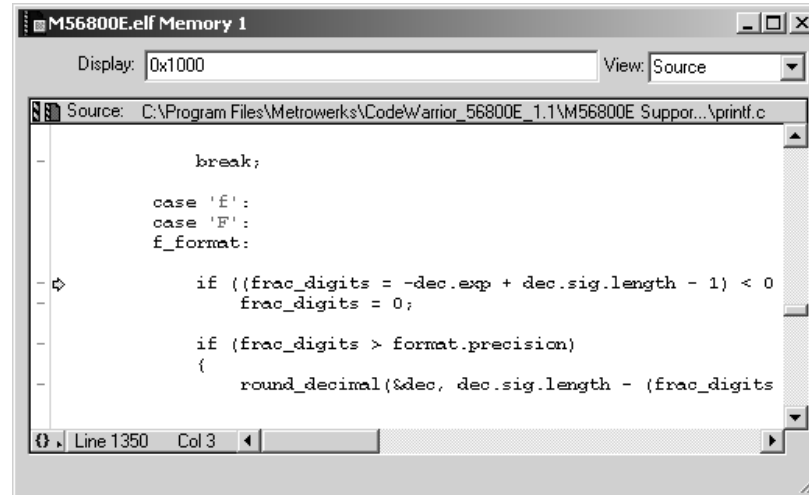 M56800E.elf Memory 1
Display: 0x1000 View: Source
Source: C:\Program Files\Metrowerks\CodeWarrior_56800E_1.1\M56800E Suppor...\printf.c
break;
case 'f':
case 'F':
f_format:
if ((frac_digits = -dec.exp + dec.sig.length - 1) < 0
frac_digits = 0;
if (frac_digits > format.precision)
{
round_decimal(&dec, dec.sig.length - (frac_digits
Line 1350 Col 3